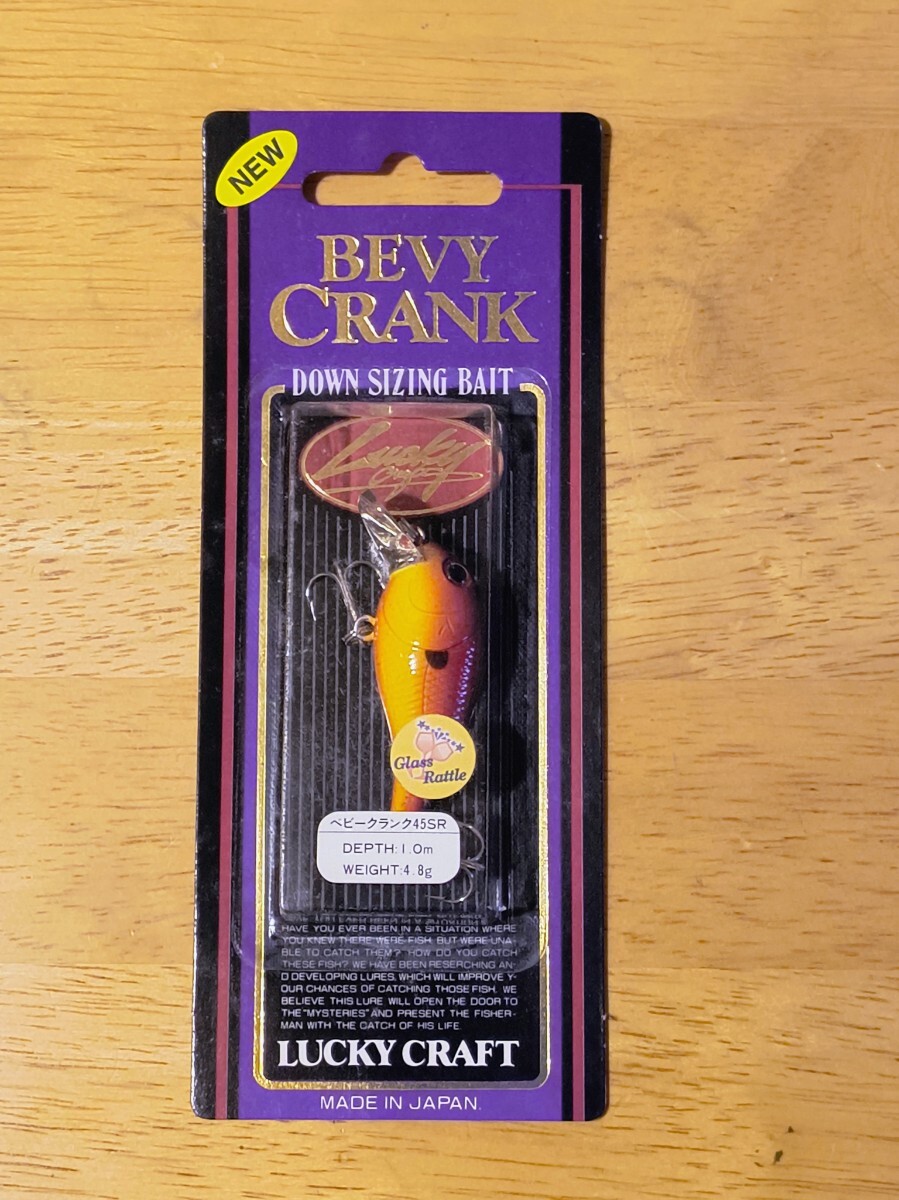 NEW
BEVY
CRANK
DOWN SIZING BAIT
Lucky
Craft
Glass
Rattle
ベビークランク45SR
DEPTH:1.0m
WEIGHT:4.8g
HAVE YOU EVER BEEN IN A SITUATION WHERE
YOU KNEW THERE WERE FISH, BUT WERE UNA-
BLE TO CATCH THEM? HOW DO YOU CATCH
THESE FISH? WE HAVE BEEN RESERCHING AN-
D DEVELOPING LURES, WHICH WILL IMPROVE Y-
OUR CHANCES OF CATCHING THOSE FISH. WE
BELIEVE THIS LURE WILL OPEN THE DOOR TO
THE "MYSTERIES" AND PRESENT THE FISHER-
MAN WITH THE CATCH OF HIS LIFE.
LUCKY CRAFT
MADE IN JAPAN.